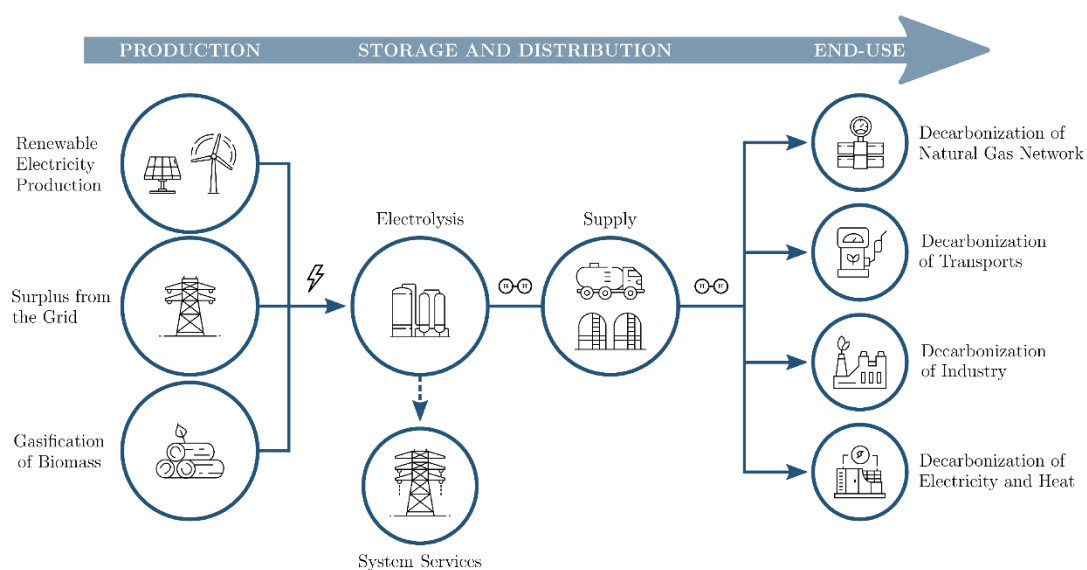 PRODUCTION
STORAGE AND DISTRIBUTION
END-USE
Renewable
Electricity
Production
Surplus from
the Grid
Gasification
of Biomass
Electrolysis
Supply
System Services
Decarbonization of
Natural Gas Network
Decarbonization
of Transports
Decarbonization
of Industry
Decarbonization of
Electricity and Heat